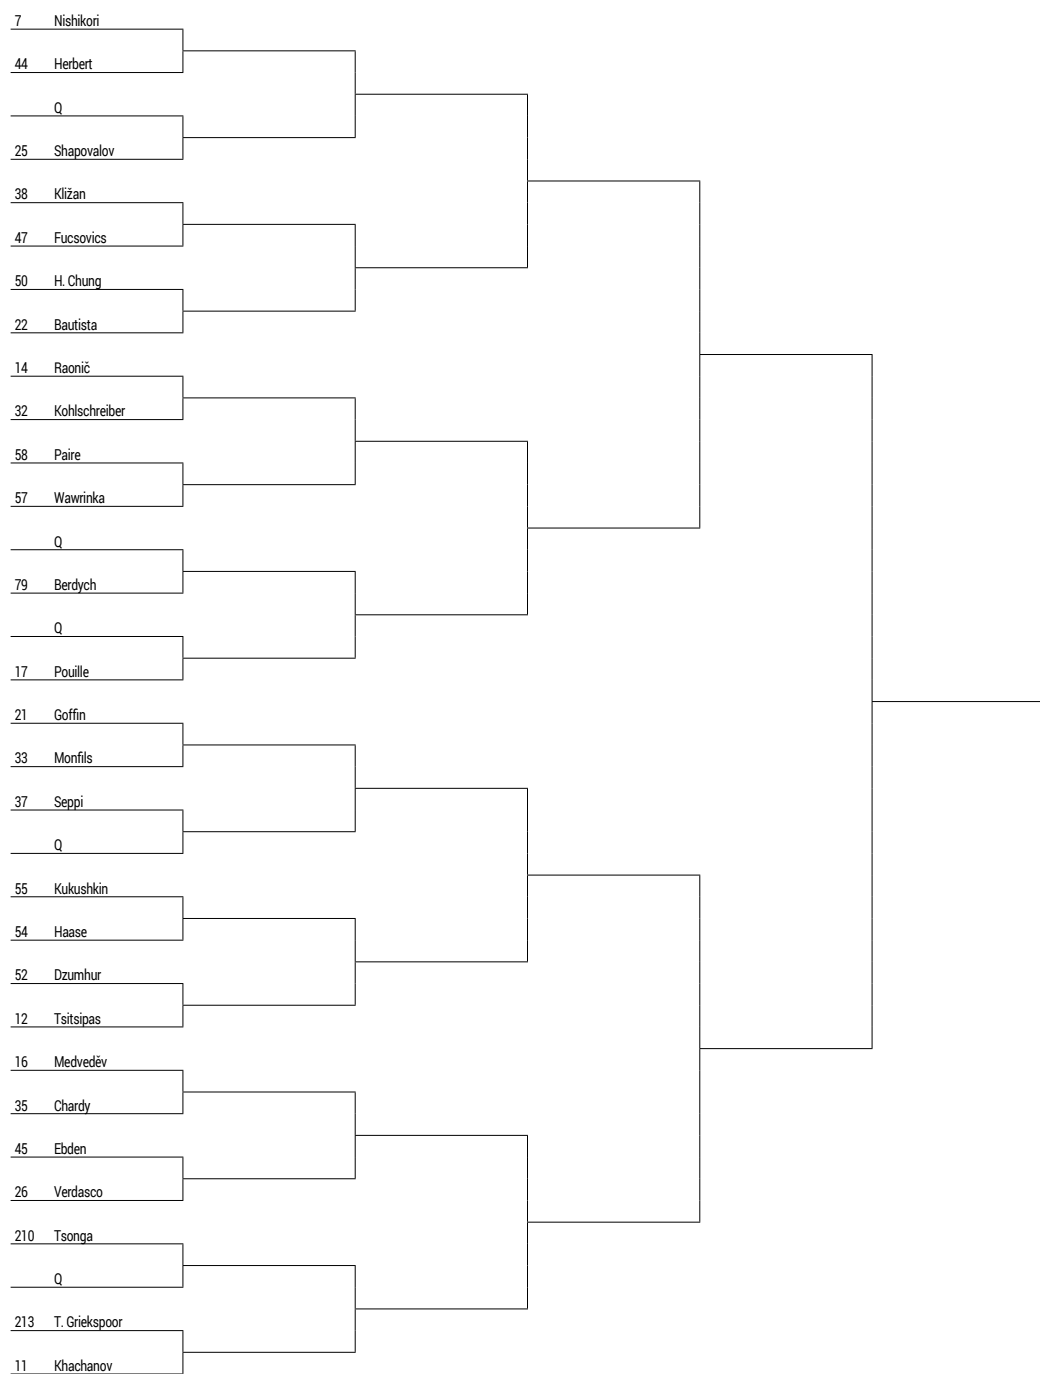 7 Nishikori
44 Herbert
Q
25 Shapovalov
38 Kližan
47 Fucsovics
50 H. Chung
22 Bautista
14 Raonič
32 Kohlschreiber
58 Paire
57 Wawrinka
Q
79 Berdych
Q
17 Pouille
21 Goffin
33 Monfils
37 Seppi
Q
55 Kukushkin
54 Haase
52 Dzumhur
12 Tsitsipas
16 Medveděv
35 Chardy
45 Ebden
26 Verdasco
210 Tsonga
Q
213 T. Griekspoor
11 Khachanov